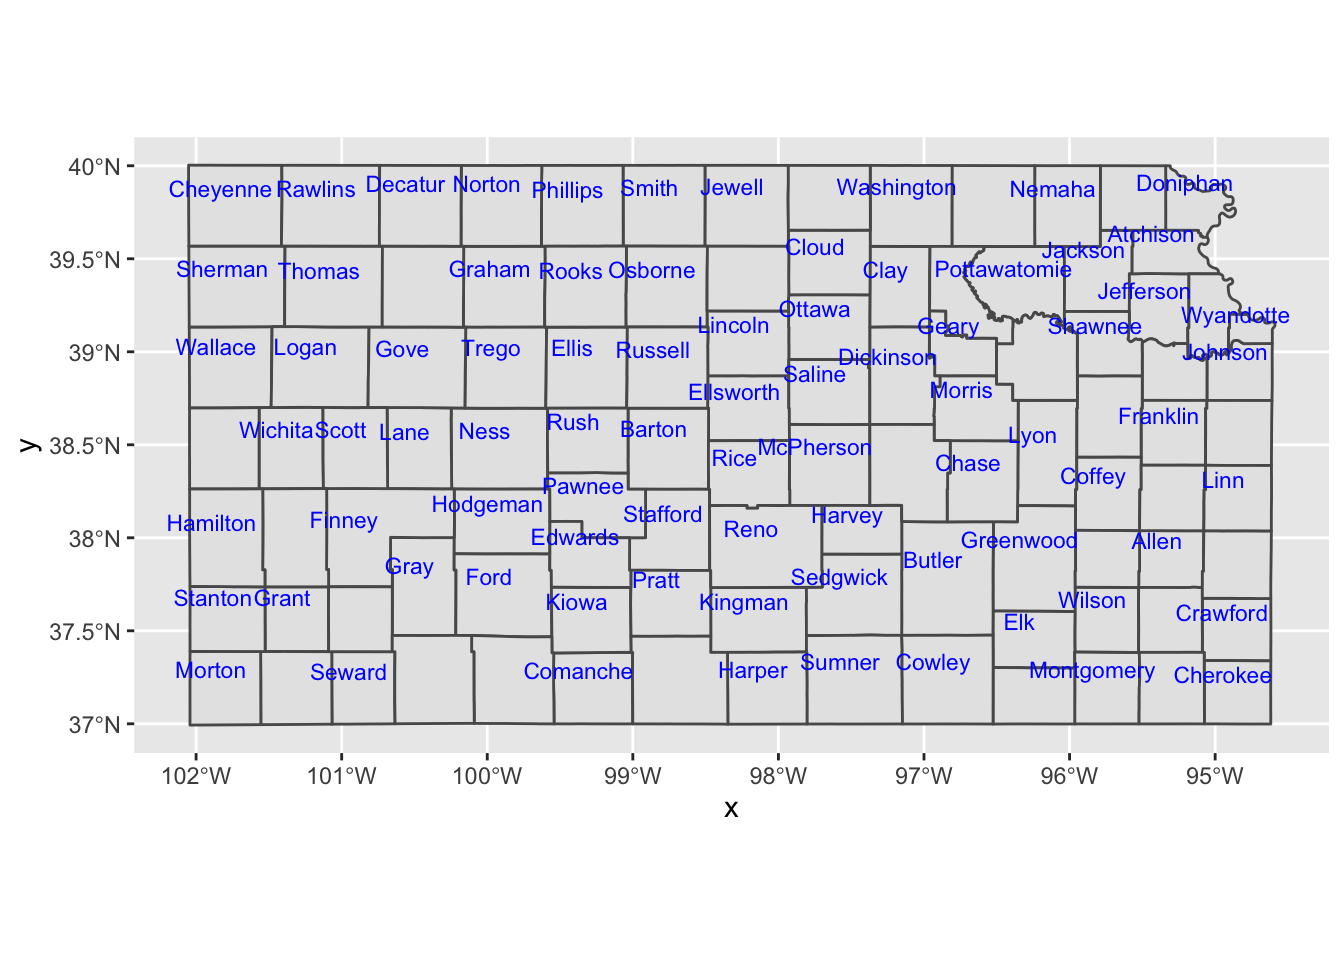 40°N
Cheyenne Rawlins Decatur Norton Phillips Smith Jewell Washington Nemaha Doniphan
Atchison
Cloud Jackson
39.5°N
Sherman Thomas Graham Rooks Osborne Clay Pottawatomie
Jefferson
Ottawa Wyandotte
Lincoln Geary Shawnee
39°N
Wallace Logan Gove Trego Ellis Russell Dickinson Johnson
Saline
Ellsworth Morris
Franklin
Wichita Scott Lane Ness Rush Barton Lyon
38.5°N
y
Rice McPherson Chase
Pawnee Coffey Linn
Hodgeman
Hamilton Finney Stafford Harvey
Reno
38°N
Edwards Greenwood Allen
Gray Butler
Ford Pratt Sedgwick
Stanton Grant Kiowa Kingman Wilson Crawford
37.5°N
Elk
Morton Seward Comanche Harper Sumner Cowley Montgomery Cherokee
37°N
102°W 101°W 100°W 99°W 98°W 97°W 96°W 95°W
x